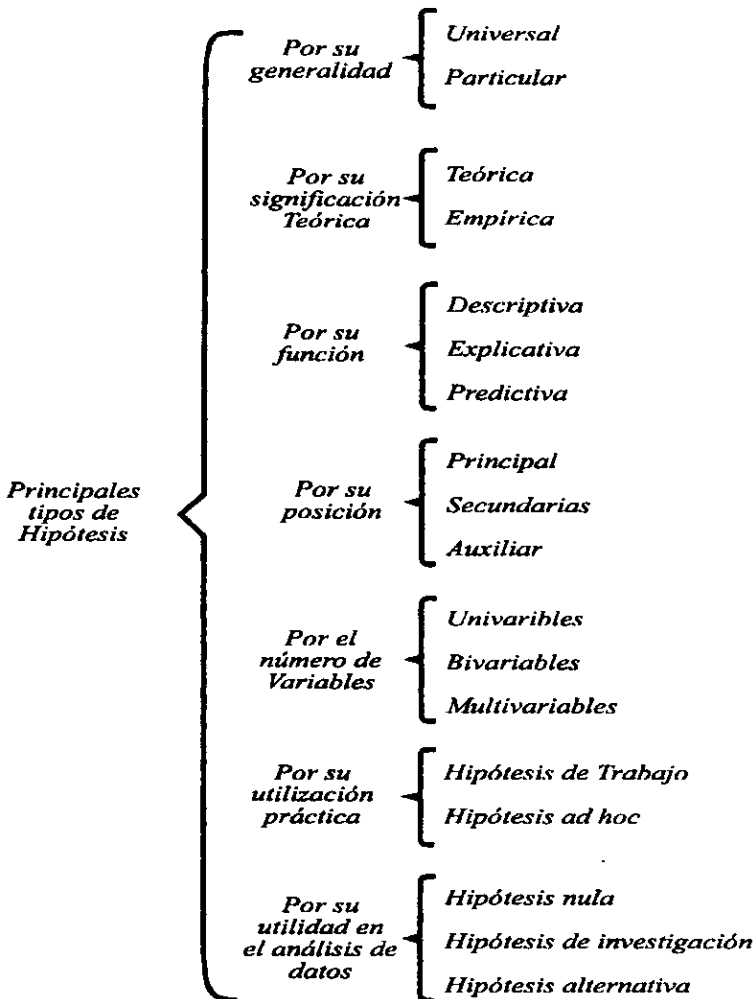 Principales
tipos de
Hipótesis
Por su
generalidad
Universal
Particular
Por su
significación
Teórica
Teórica
Empírica
Por su
función
Descriptiva
Explicativa
Predictiva
Por su
posición
Principal
Secundarias
Auxiliar
Por el
número de
Variables
Univaribles
Bivariables
Multivariables
Por su
utilización
práctica
Hipótesis de Trabajo
Hipótesis ad hoc
Por su
utilidad en
el análisis de
datos
Hipótesis nula
Hipótesis de investigación
Hipótesis alternativa